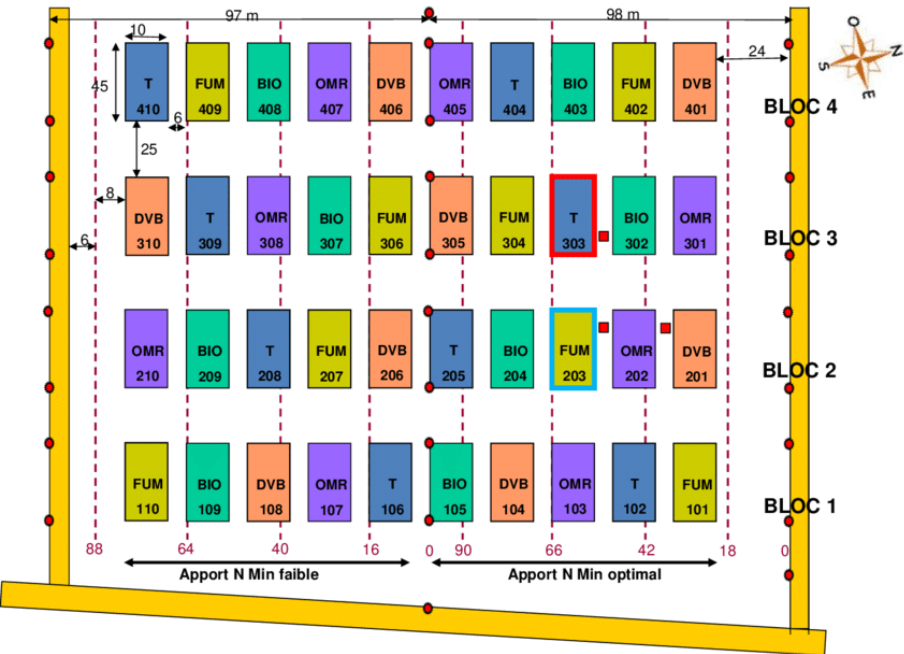 97 m 98 m
O
N
S
E
10
24
T FUM BIO OMR DVB OMR T BIO FUM DVB
45
410 409 408 407 406 405 404 403 402 401
BLOC 4
6
25
8
DVB T OMR BIO FUM DVB FUM T BIO OMR
310 309 308 307 306 305 304 303 302 301
BLOC 3
6
OMR BIO T FUM DVB T BIO FUM OMR DVB
210 209 208 207 206 205 204 203 202 201
BLOC 2
FUM BIO DVB OMR T BIO DVB OMR T FUM
110 109 108 107 106 105 104 103 102 101
BLOC 1
88 64 40 16 0 90 66 42 18 0
Apport N Min faible Apport N Min optimal